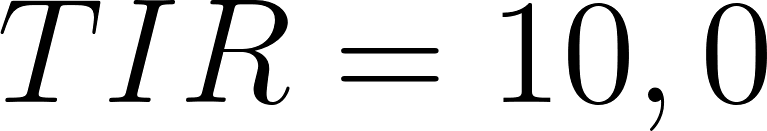 TIR = 10,0